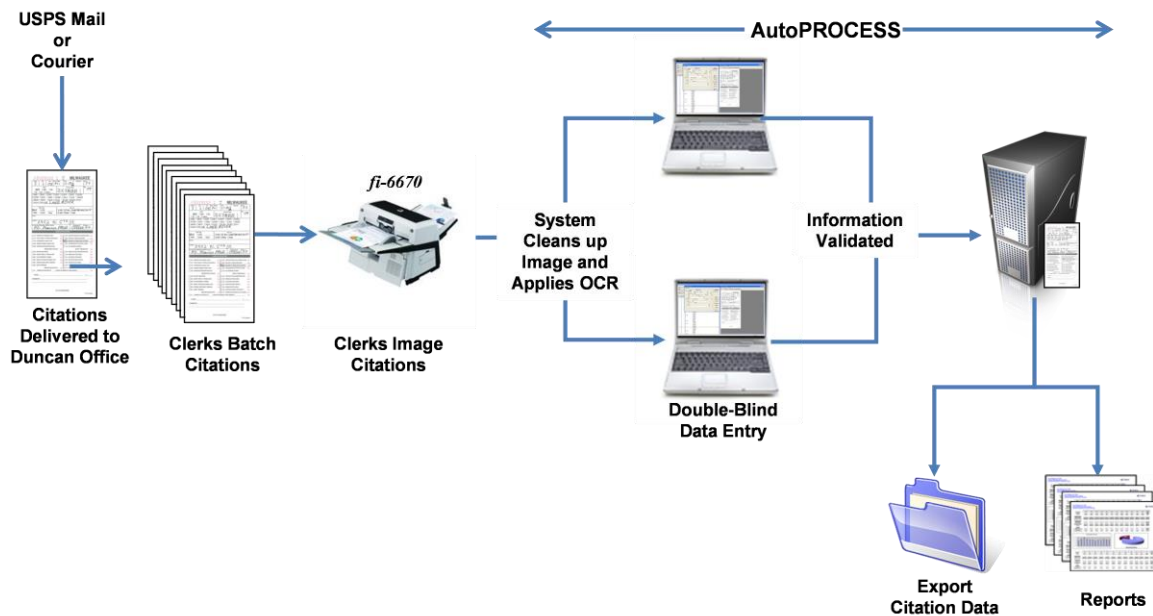 USPS Mail
or
Courier
AutoPROCESS
fi-6670
System
Cleans up
Image and
Applies OCR
Information
Validated
Citations
Delivered to
Duncan Office
Clerks Batch
Citations
Clerks Image
Citations
Double-Blind
Data Entry
Export
Citation Data
Reports